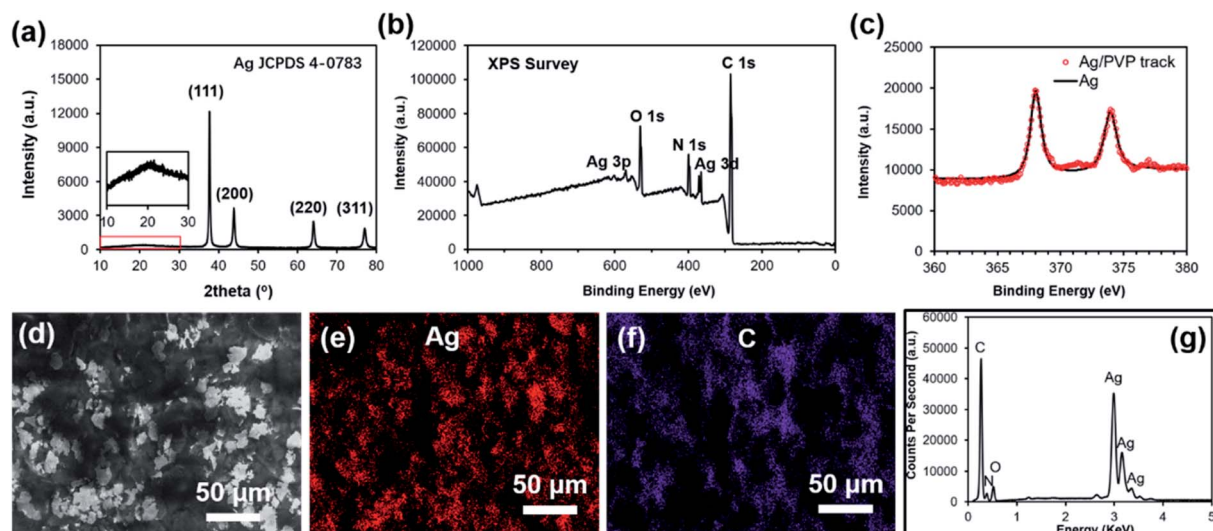 (a)
18000
15000
12000
9000
6000
3000
0
Intensity (a.u.)
Ag JCPDS 4-0783
(111)
(200)
(220)
(311)
10 20 30
10 20 30 40 50 60 70 80
2theta (º)
(b)
120000
100000
80000
60000
40000
20000
0
Intensity (a.u.)
XPS Survey
C 1s
O 1s
N 1s
Ag 3p
Ag 3d
1000 800 600 400 200 0
Binding Energy (eV)
(c)
25000
20000
15000
10000
5000
0
Intensity (a.u.)
Ag/PVP track
Ag
360 365 370 375 380
Binding Energy (eV)
(d)
50 µm
(e)
Ag
50 µm
(f)
C
50 µm
(g)
60000
50000
40000
30000
20000
10000
0
Counts Per Second (a.u.)
C
N
O
Ag
Ag
Ag
0 1 2 3 4 5
Energy (KeV)